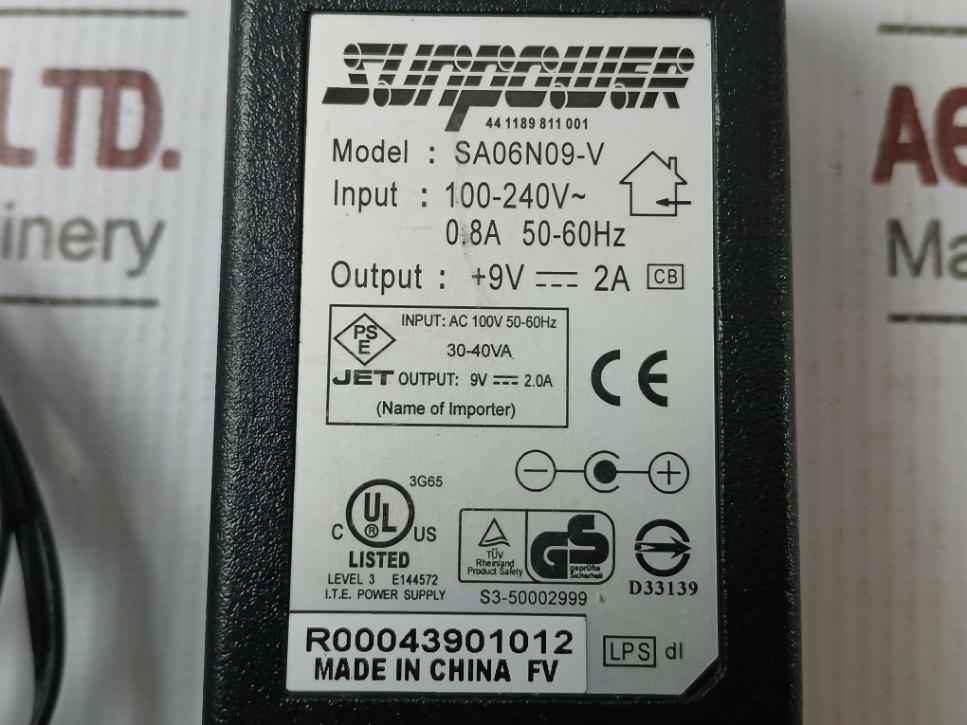 SUNPOWER
44 1189 811 001
Model : SA06N09-V
Input : 100-240V~
0.8A 50-60Hz
Output : +9V ⎓ 2A CB
PS
E
INPUT: AC 100V 50-60Hz
30-40VA
JET OUTPUT: 9V ⎓ 2.0A
(Name of Importer)
CE
− +
3G65
C UL ® US
LISTED
LEVEL 3 E144572
I.T.E. POWER SUPPLY
TÜV
Rheinland
Product Safety
GS
geprüfte
Sicherheit
S3-50002999
D33139
R00043901012
MADE IN CHINA FV
LPS dl
LTD.
inery
AE
Ma